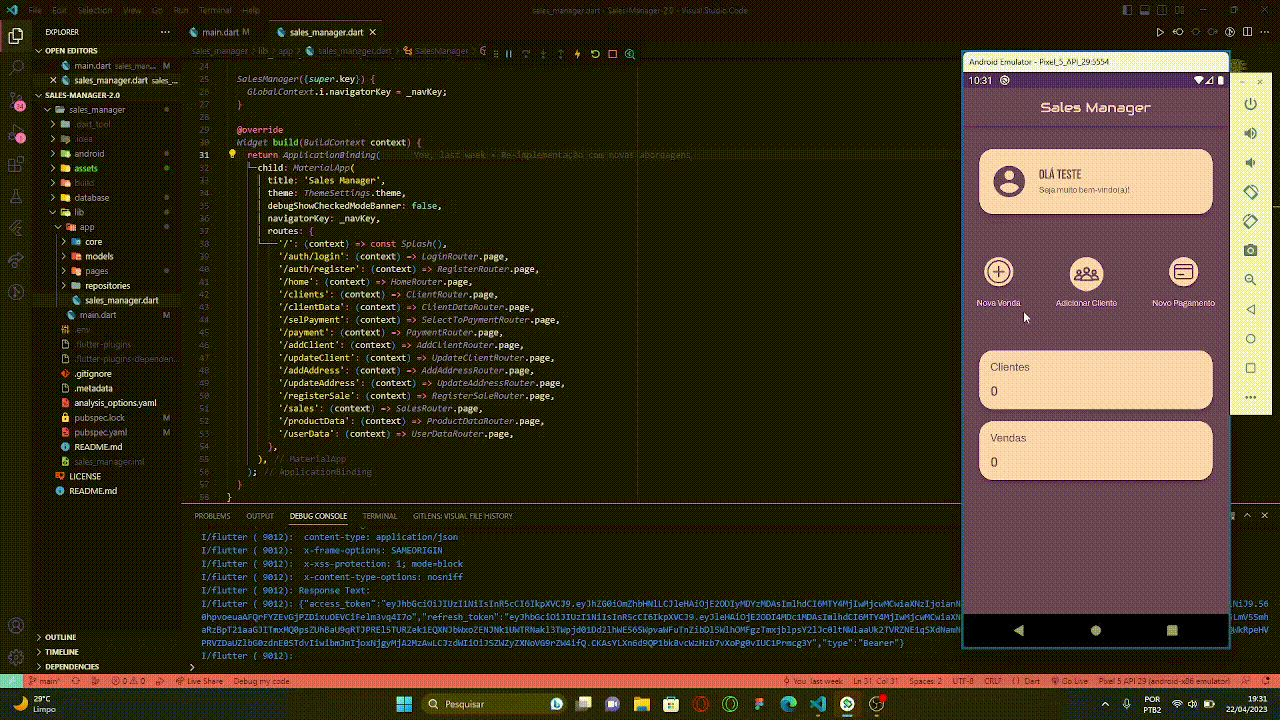 File Edit Selection View Go Run Terminal Help
sales_manager.dart - Sales-Manager-2.0 - Visual Studio Code
EXPLORER
OPEN EDITORS
main.dart sales_man... M
sales_manager.dart sales_...
SALES-MANAGER-2.0
sales_manager
.dart_tool
.idea
android
assets
build
database
lib
app
core
models
pages
repositories
sales_manager.dart
main.dart
.env
.flutter-plugins
.flutter-plugins-dependen...
.gitignore
.metadata
analysis_options.yaml
pubspec.lock M
pubspec.yaml M
README.md
sales_manager.iml
LICENSE
README.md
OUTLINE
TIMELINE
DEPENDENCIES
main.dart M
sales_manager.dart
sales_manager > lib > app > sales_manager.dart > SalesManager
24
25 SalesManager({super.key}) {
26 GlobalContext.i.navigatorKey = _navKey;
27 }
28
29 @override
30 Widget build(BuildContext context) {
31 return ApplicationBinding( You, last week • Re-implementação com novas abordagens
32 child: MaterialApp(
33 title: 'Sales Manager',
34 theme: ThemeSettings.theme,
35 debugShowCheckedModeBanner: false,
36 navigatorKey: _navKey,
37 routes: {
38 '/': (context) => const Splash(),
39 '/auth/login': (context) => LoginRouter.page,
40 '/auth/register': (context) => RegisterRouter.page,
41 '/home': (context) => HomeRouter.page,
42 '/clients': (context) => ClientRouter.page,
43 '/clientData': (context) => ClientDataRouter.page,
44 '/selPayment': (context) => SelectToPaymentRouter.page,
45 '/payment': (context) => PaymentRouter.page,
46 '/addClient': (context) => AddClientRouter.page,
47 '/updateClient': (context) => UpdateClientRouter.page,
48 '/addAddress': (context) => AddAddressRouter.page,
49 '/updateAddress': (context) => UpdateAddressRouter.page,
50 '/registerSale': (context) => RegisterSaleRouter.page,
51 '/sales': (context) => SalesRouter.page,
52 '/productData': (context) => ProductDataRouter.page,
53 '/userData': (context) => UserDataRouter.page,
54 },
55 ), // MaterialApp
56 ); // ApplicationBinding
57 }
58 }
PROBLEMS OUTPUT DEBUG CONSOLE TERMINAL GITLENS: VISUAL FILE HISTORY
I/flutter ( 9012): content-type: application/json
I/flutter ( 9012): x-frame-options: SAMEORIGIN
I/flutter ( 9012): x-xss-protection: 1; mode=block
I/flutter ( 9012): x-content-type-options: nosniff
I/flutter ( 9012): Response Text:
I/flutter ( 9012): {"access_token":
"refresh_token":
"type":"Bearer"}
I/flutter ( 9012):
Android Emulator - Pixel_5_API_29:5554
10:31
Sales Manager
OLÁ TESTE
Seja muito bem-vindo(a)!
Nova Venda
Adicionar Cliente
Novo Pagamento
Clientes
0
Vendas
0
main* 0 0 Live Share Debug my code
You, last week Ln 31, Col 31 Spaces: 2 UTF-8 CRLF Dart Go Live Pixel 5 API 29 (android-x86 emulator)
29°C
Limpo
Pesquisar
POR
PTB2
19:31
22/04/2023